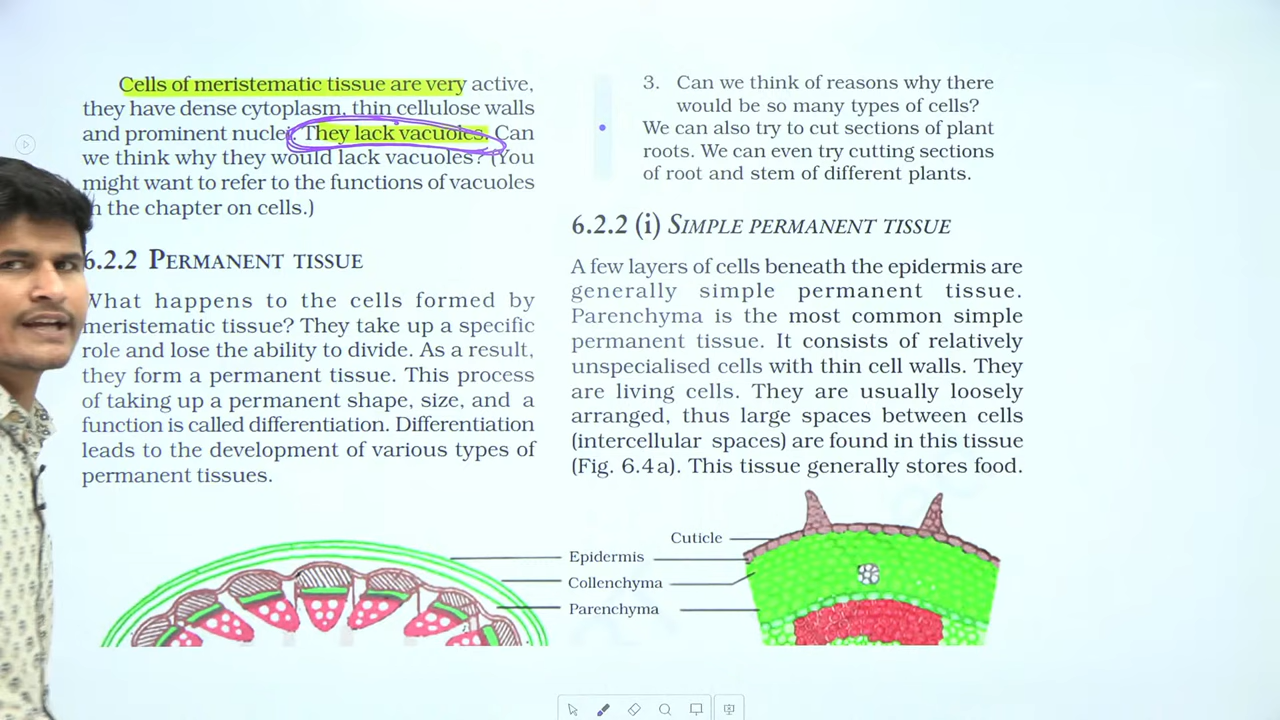 Cells of meristematic tissue are very active,
they have dense cytoplasm, thin cellulose walls
and prominent nuclei. They lack vacuoles. Can
we think why they would lack vacuoles? (You
might want to refer to the functions of vacuoles
in the chapter on cells.)
6.2.2 PERMANENT TISSUE
What happens to the cells formed by
meristematic tissue? They take up a specific
role and lose the ability to divide. As a result,
they form a permanent tissue. This process
of taking up a permanent shape, size, and a
function is called differentiation. Differentiation
leads to the development of various types of
permanent tissues.
3. Can we think of reasons why there
would be so many types of cells?
• We can also try to cut sections of plant
roots. We can even try cutting sections
of root and stem of different plants.
6.2.2 (i) SIMPLE PERMANENT TISSUE
A few layers of cells beneath the epidermis are
generally simple permanent tissue.
Parenchyma is the most common simple
permanent tissue. It consists of relatively
unspecialised cells with thin cell walls. They
are living cells. They are usually loosely
arranged, thus large spaces between cells
(intercellular spaces) are found in this tissue
(Fig. 6.4a). This tissue generally stores food.
Cuticle
Epidermis
Collenchyma
Parenchyma